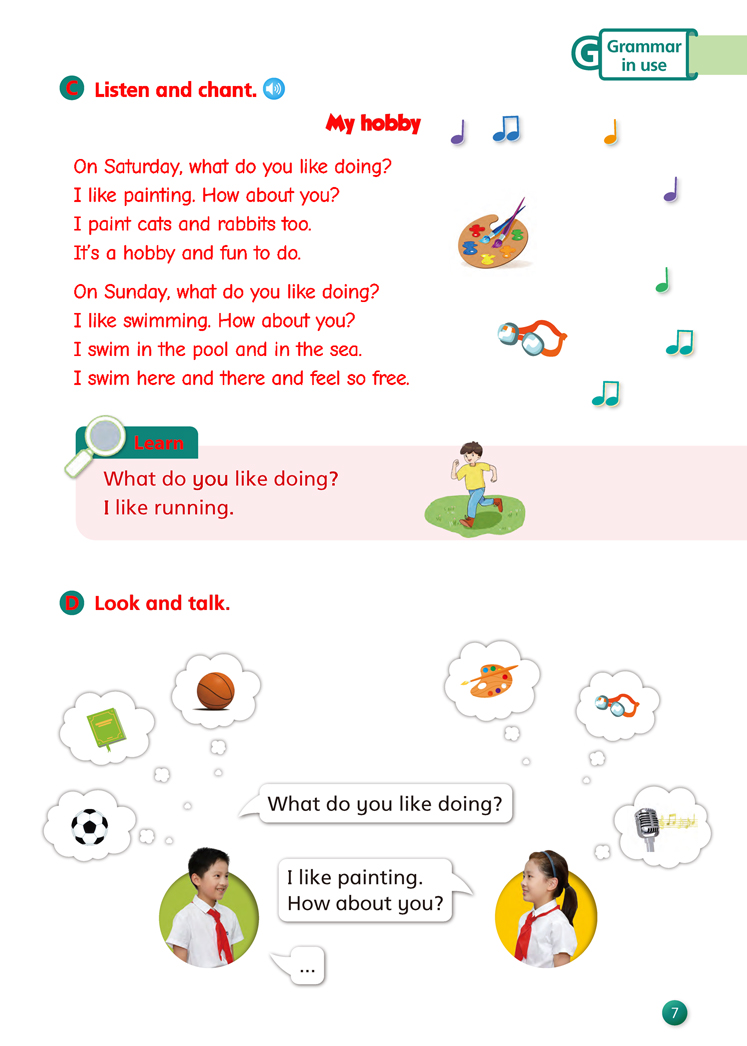 G Grammar
in use
C Listen and chant.
My hobby
On Saturday, what do you like doing?
I like painting. How about you?
I paint cats and rabbits too.
It's a hobby and fun to do.
On Sunday, what do you like doing?
I like swimming. How about you?
I swim in the pool and in the sea.
I swim here and there and feel so free.
Learn
What do you like doing?
I like running.
D Look and talk.
What do you like doing?
I like painting.
How about you?
...
7